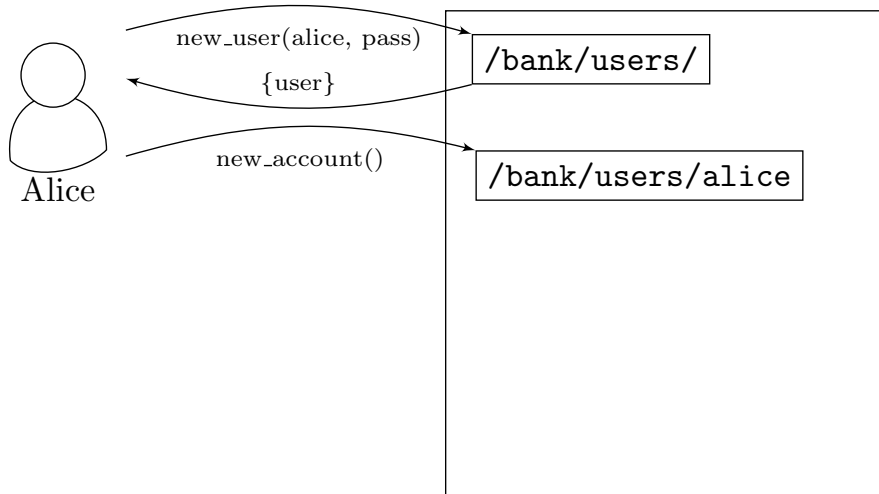 new_user(alice, pass)
/bank/users/
{user}
new_account()
/bank/users/alice
Alice